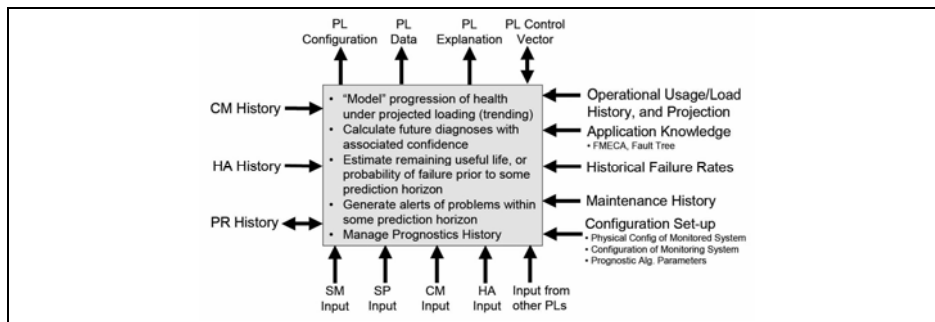 PL
Configuration
PL
Data
PL
Explanation
PL Control
Vector
CM History
HA History
PR History
• “Model” progression of health
under projected loading (trending)
• Calculate future diagnoses with
associated confidence
• Estimate remaining useful life, or
probability of failure prior to some
prediction horizon
• Generate alerts of problems within
some prediction horizon
• Manage Prognostics History
Operational Usage/Load
History, and Projection
Application Knowledge
• FMECA, Fault Tree
Historical Failure Rates
Maintenance History
Configuration Set-up
• Physical Config of Monitored System
• Configuration of Monitoring System
• Prognostic Alg. Parameters
SM
Input
SP
Input
CM
Input
HA
Input
Input from
other PLs